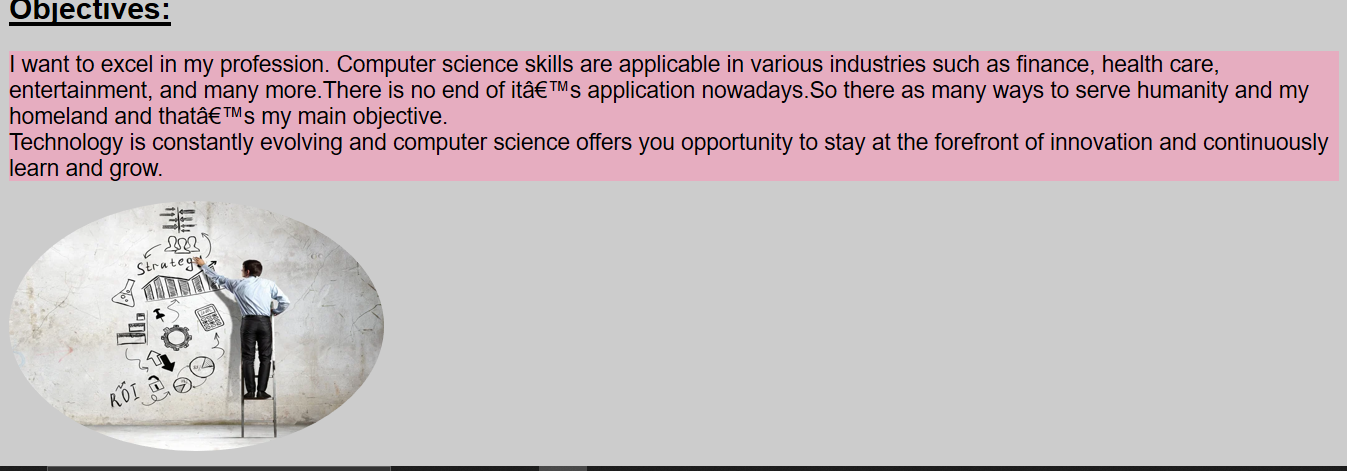 Objectives:
I want to excel in my profession. Computer science skills are applicable in various industries such as finance, health care,
entertainment, and many more.There is no end of itâ€™s application nowadays.So there as many ways to serve humanity and my
homeland and thatâ€™s my main objective.
Technology is constantly evolving and computer science offers you opportunity to stay at the forefront of innovation and continuously
learn and grow.
Strateg
ROI